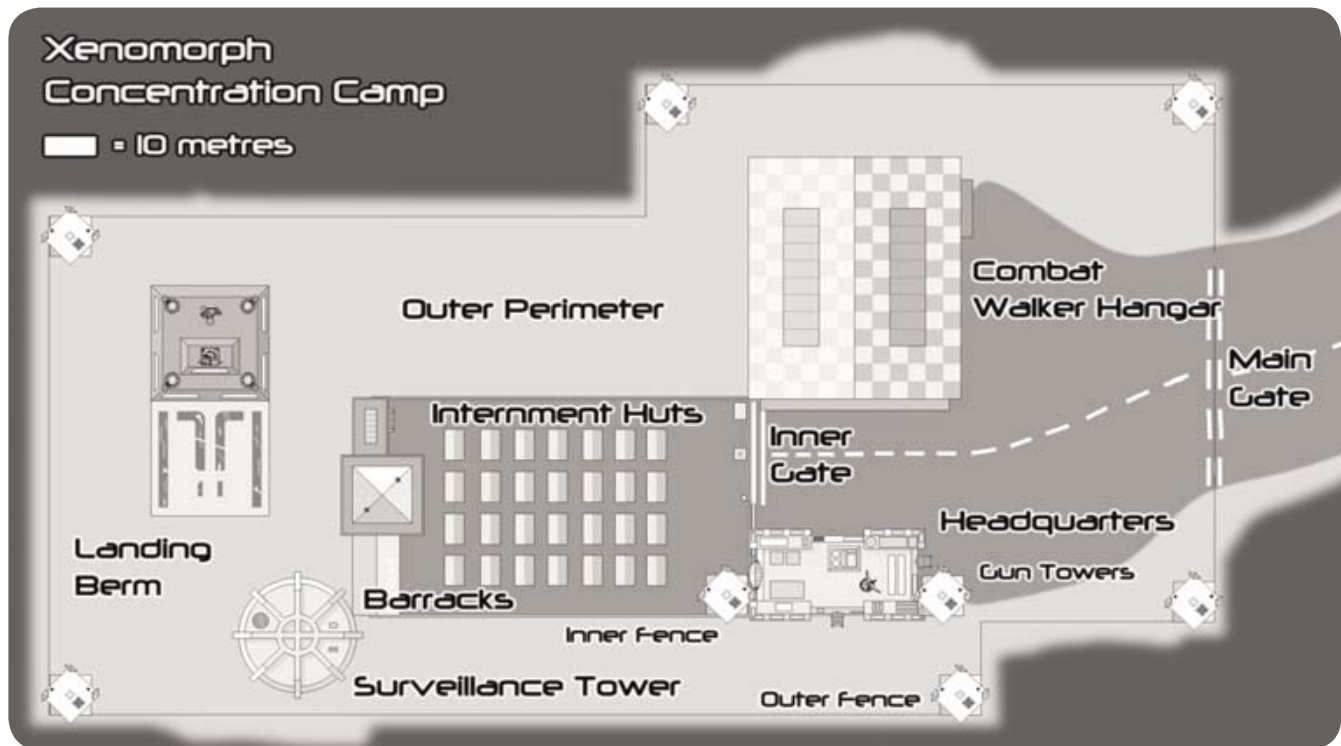 Xenomorph
Concentration Camp
= 10 metres
Outer Perimeter
Combat
Walker Hangar
Main
Gate
Internment Huts
Inner
Gate
Headquarters
Gun Towers
Landing
Berm
Barracks
Inner Fence
Surveillance Tower
Outer Fence